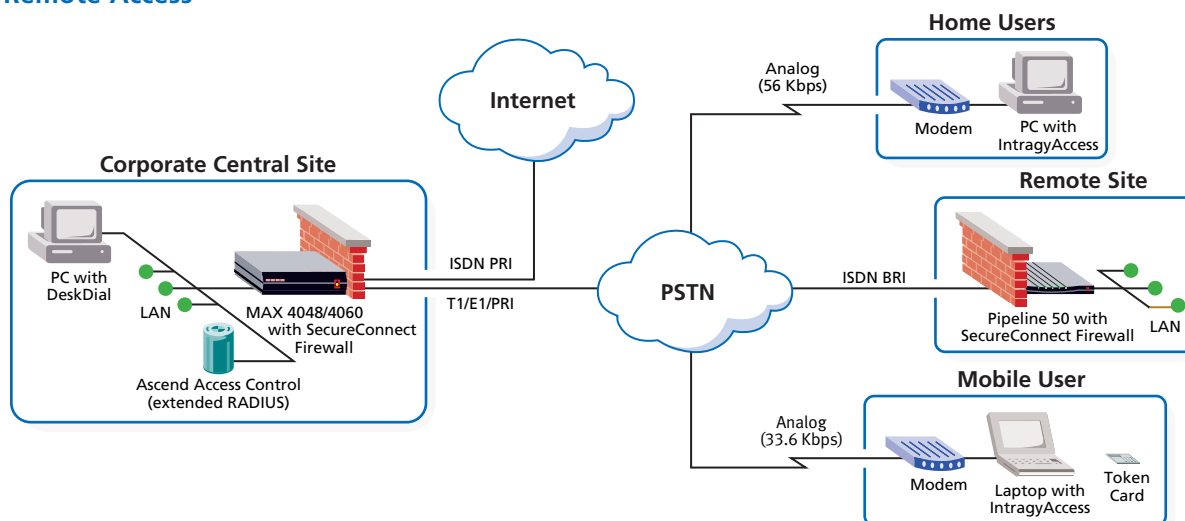 Remote Access
Home Users
Analog
(56 Kbps)
Modem
PC with
IntragyAccess
Internet
Corporate Central Site
PC with
DeskDial
LAN
MAX 4048/4060
with SecureConnect
Firewall
Ascend Access Control
(extended RADIUS)
ISDN PRI
T1/E1/PRI
PSTN
Remote Site
ISDN BRI
Pipeline 50 with
SecureConnect Firewall
LAN
Mobile User
Analog
(33.6 Kbps)
Modem
Laptop with
IntragyAccess
Token
Card